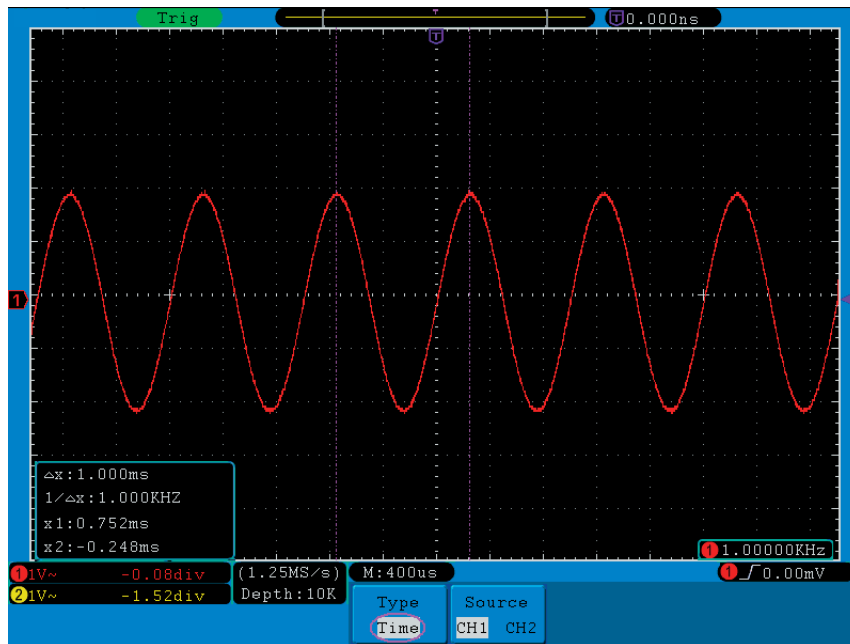 Trig
T
T 0.000ns
1
△x:1.000ms
1/△x:1.000KHZ
x1:0.752ms
x2:-0.248ms
1 1.00000KHz
1 1V~ -0.08div
(1.25MS/s)
M:400us
1 0.00mV
2 1V~ -1.52div
Depth:10K
Type
Time
Source
CH1 CH2